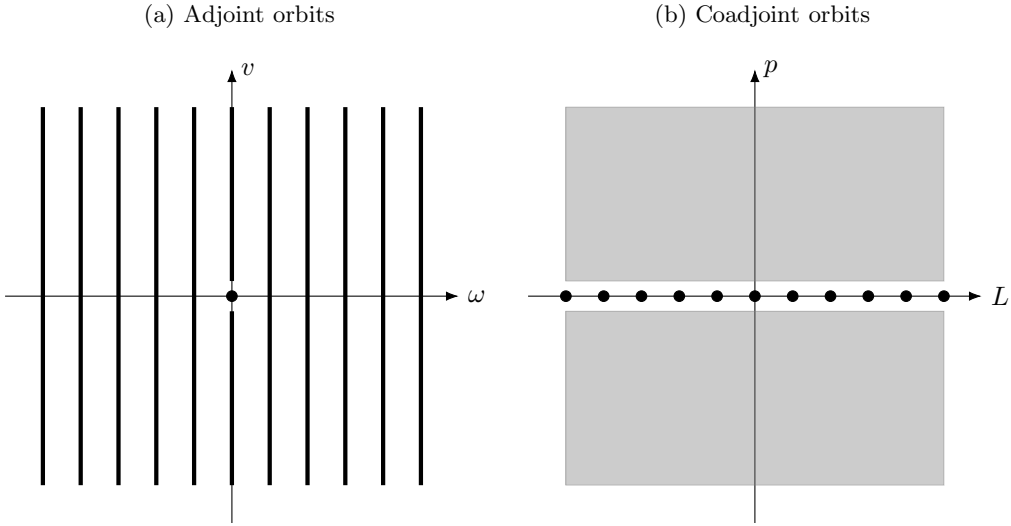 (a) Adjoint orbits
(b) Coadjoint orbits
v
p
ω
L